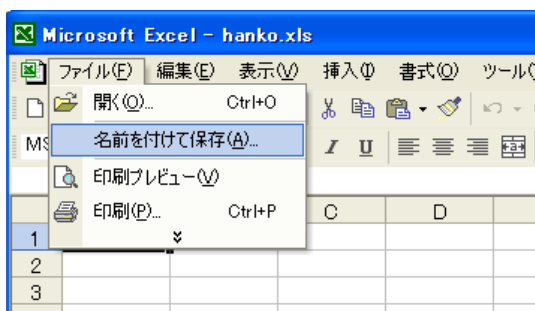 Microsoft Excel - hanko.xls
ファイル(F) 編集(E) 表示(V) 挿入(I) 書式(O) ツール(
開く(O)... Ctrl+O
名前を付けて保存(A)...
印刷プレビュー(V)
印刷(P)... Ctrl+P
MS
I U
C D
1
2
3